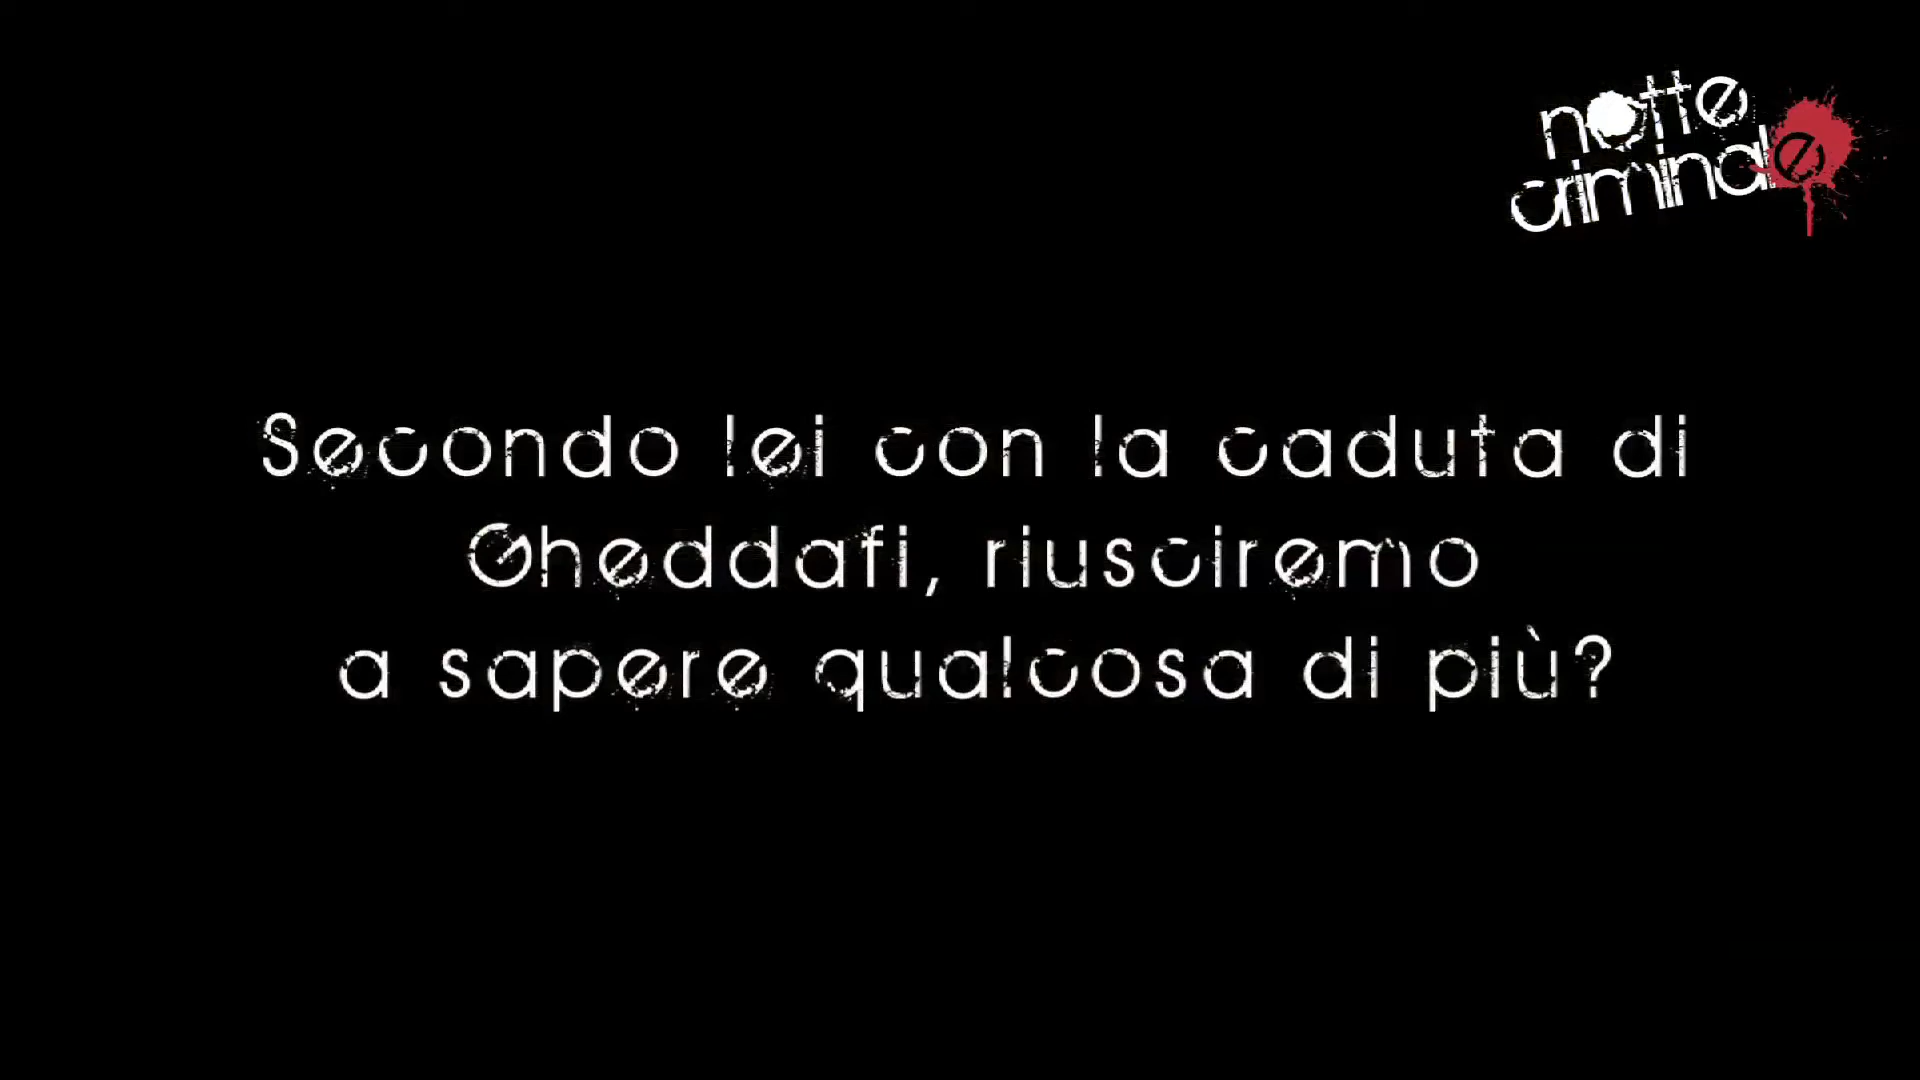 notte
criminale
Secondo lei con la caduta di
Gheddafi, riusciremo
a sapere qualcosa di più?